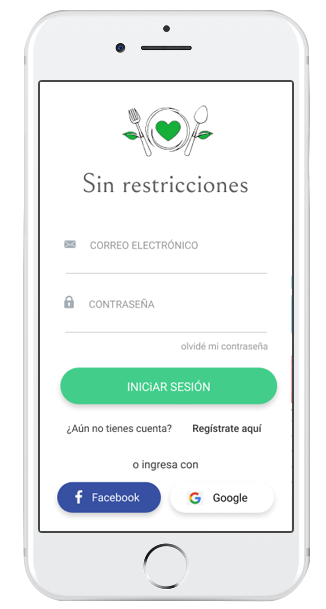 Sin restricciones
CORREO ELECTRÓNICO
CONTRASEÑA
olvidé mi contraseña
INICiAR SESIÓN
¿Aún no tienes cuenta? Regístrate aquí
o ingresa con
Facebook Google